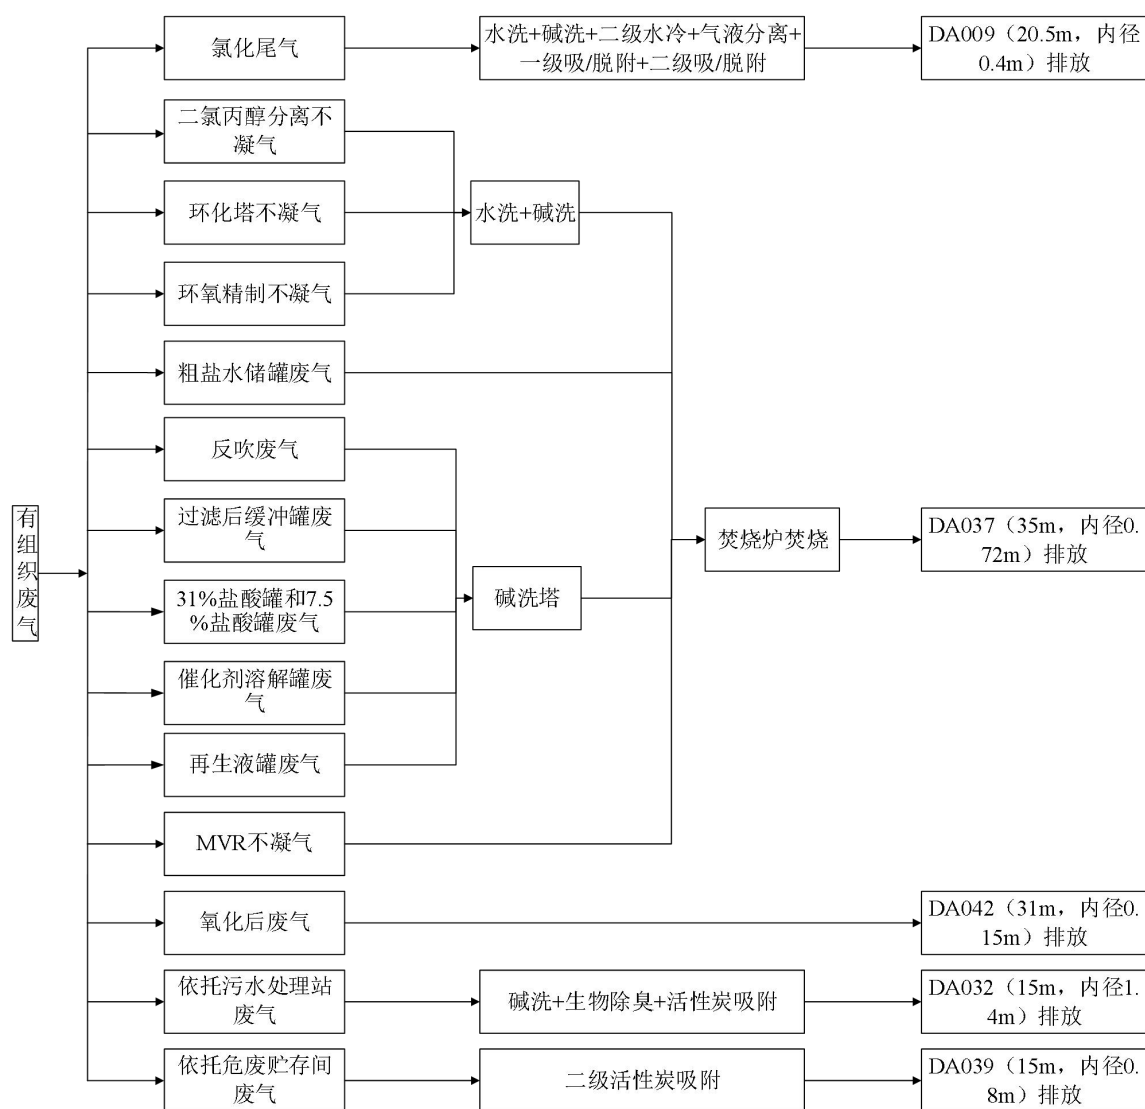 氯化尾气
水洗+碱洗+二级水冷+气液分离+
一级吸/脱附+二级吸/脱附
DA009（20.5m，内径
0.4m）排放
二氯丙醇分离不
凝气
环化塔不凝气
水洗+碱洗
环氧精制不凝气
粗盐水储罐废气
反吹废气
有
组
织
废
气
过滤后缓冲罐废
气
焚烧炉焚烧
DA037（35m，内径0.
72m）排放
31%盐酸罐和7.5
%盐酸罐废气
碱洗塔
催化剂溶解罐废
气
再生液罐废气
MVR不凝气
氧化后废气
DA042（31m，内径0.
15m）排放
依托污水处理站
废气
碱洗+生物除臭+活性炭吸附
DA032（15m，内径1.
4m）排放
依托危废贮存间
废气
二级活性炭吸附
DA039（15m，内径0.
8m）排放